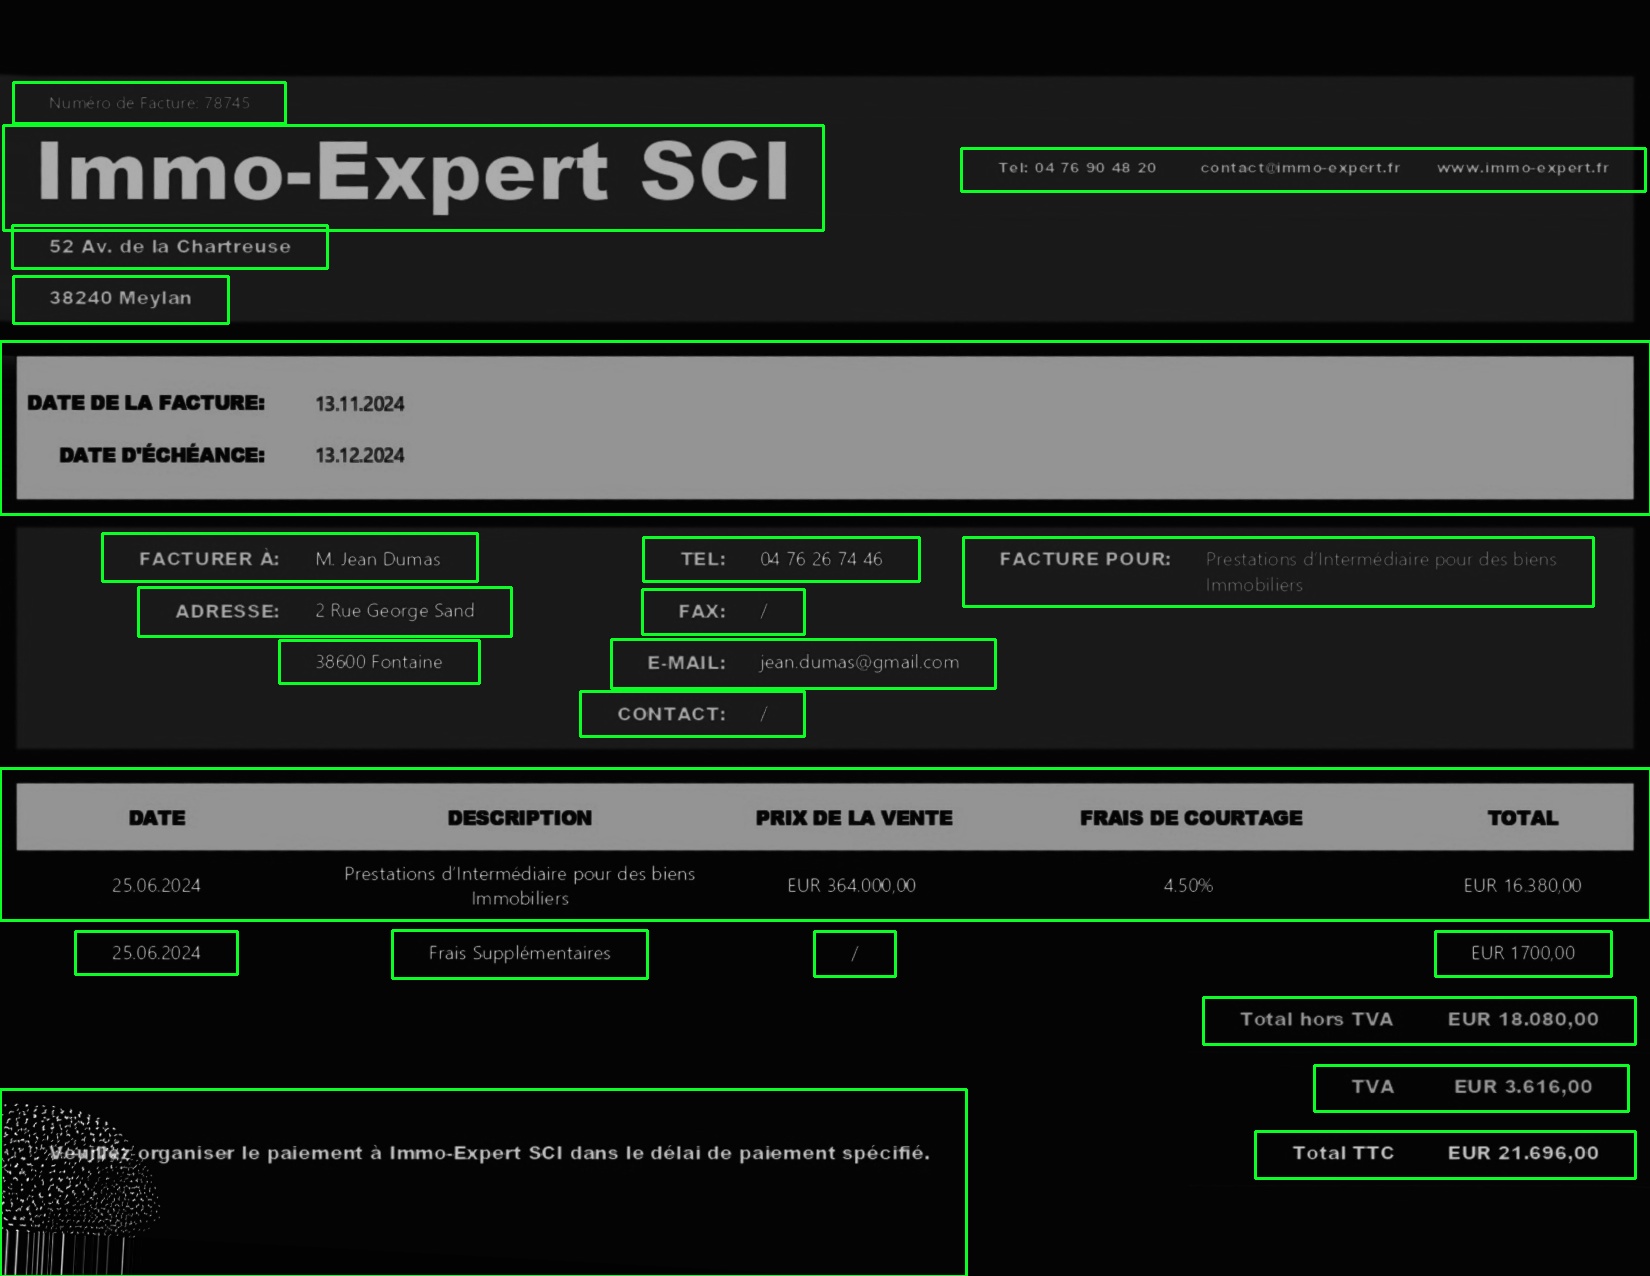 Numéro de Facture: 78745
Immo-Expert SCI
Tel: 04 76 90 48 20 contact@immo-expert.fr www.immo-expert.fr
52 Av. de la Chartreuse
38240 Meylan
DATE DE LA FACTURE: 13.11.2024
DATE D'ÉCHÉANCE: 13.12.2024
FACTURER À: M. Jean Dumas TEL: 04 76 26 74 46 FACTURE POUR: Prestations d'Intermédiaire pour des biens
Immobiliers
ADRESSE: 2 Rue George Sand FAX: /
38600 Fontaine E-MAIL: jean.dumas@gmail.com
CONTACT: /
DATE DESCRIPTION PRIX DE LA VENTE FRAIS DE COURTAGE TOTAL
25.06.2024 Prestations d'Intermédiaire pour des biens EUR 364.000,00 4.50% EUR 16.380,00
Immobiliers
25.06.2024 Frais Supplémentaires / EUR 1700,00
Total hors TVA EUR 18.080,00
TVA EUR 3.616,00
Veuillez organiser le paiement à Immo-Expert SCI dans le délai de paiement spécifié. Total TTC EUR 21.696,00